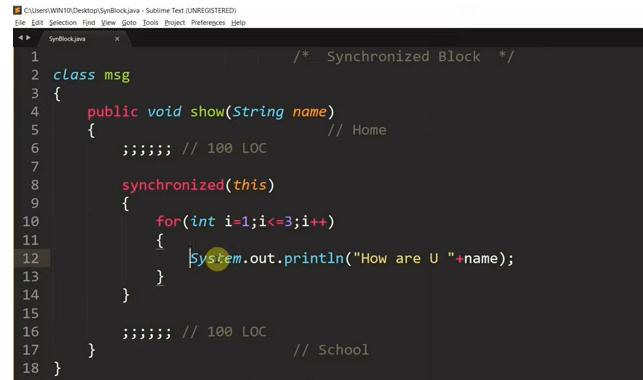 C:\Users\WIN10\Desktop\SynBlock.java - Sublime Text (UNREGISTERED)
File Edit Selection Find View Goto Tools Project Preferences Help
SynBlock.java ×
1 /* Synchronized Block */
2 class msg
3 {
4 public void show(String name)
5 { // Home
6 ;;;;;; // 100 LOC
7
8 synchronized(this)
9 {
10 for(int i=1;i<=3;i++)
11 {
12 System.out.println("How are U "+name);
13 }
14 }
15
16 ;;;;;; // 100 LOC
17 } // School
18 }